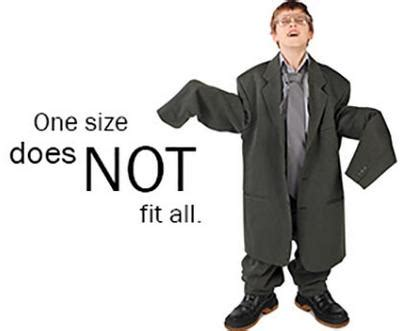 One size
does NOT
fit all.